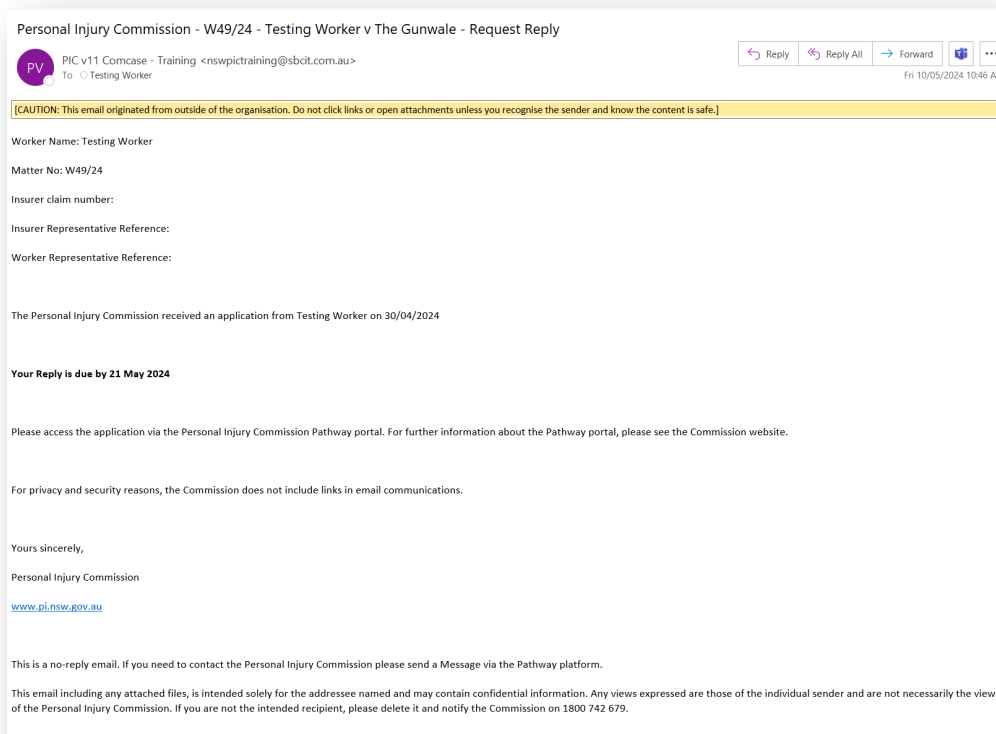 Personal Injury Commission - W49/24 - Testing Worker v The Gunwale - Request Reply
PV
PIC v11 Comcase - Training <nswpictraining@sbcit.com.au>
To Testing Worker
Reply
Reply All
Forward
Fri 10/05/2024 10:46 A
[CAUTION: This email originated from outside of the organisation. Do not click links or open attachments unless you recognise the sender and know the content is safe.]
Worker Name: Testing Worker
Matter No: W49/24
Insurer claim number:
Insurer Representative Reference:
Worker Representative Reference:
The Personal Injury Commission received an application from Testing Worker on 30/04/2024
Your Reply is due by 21 May 2024
Please access the application via the Personal Injury Commission Pathway portal. For further information about the Pathway portal, please see the Commission website.
For privacy and security reasons, the Commission does not include links in email communications.
Yours sincerely,
Personal Injury Commission
www.pi.nsw.gov.au
This is a no-reply email. If you need to contact the Personal Injury Commission please send a Message via the Pathway platform.
This email including any attached files, is intended solely for the addressee named and may contain confidential information. Any views expressed are those of the individual sender and are not necessarily the view
of the Personal Injury Commission. If you are not the intended recipient, please delete it and notify the Commission on 1800 742 679.